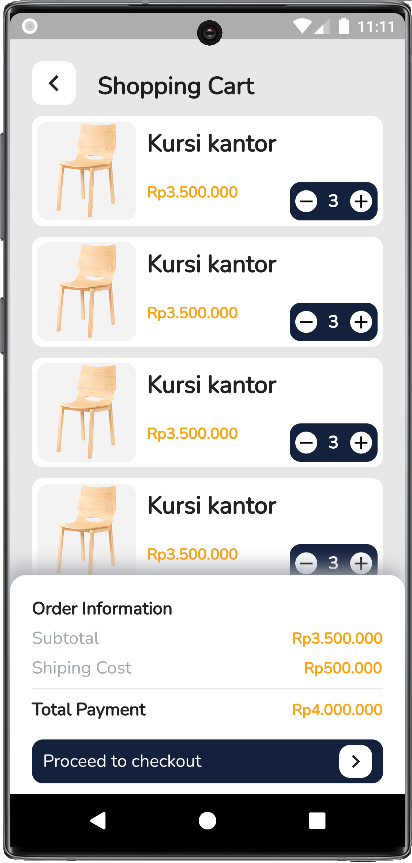 11:11
Shopping Cart
Kursi kantor
Rp3.500.000
3
Kursi kantor
Rp3.500.000
3
Kursi kantor
Rp3.500.000
3
Kursi kantor
Rp3.500.000
3
Order Information
Subtotal Rp3.500.000
Shiping Cost Rp500.000
Total Payment Rp4.000.000
Proceed to checkout